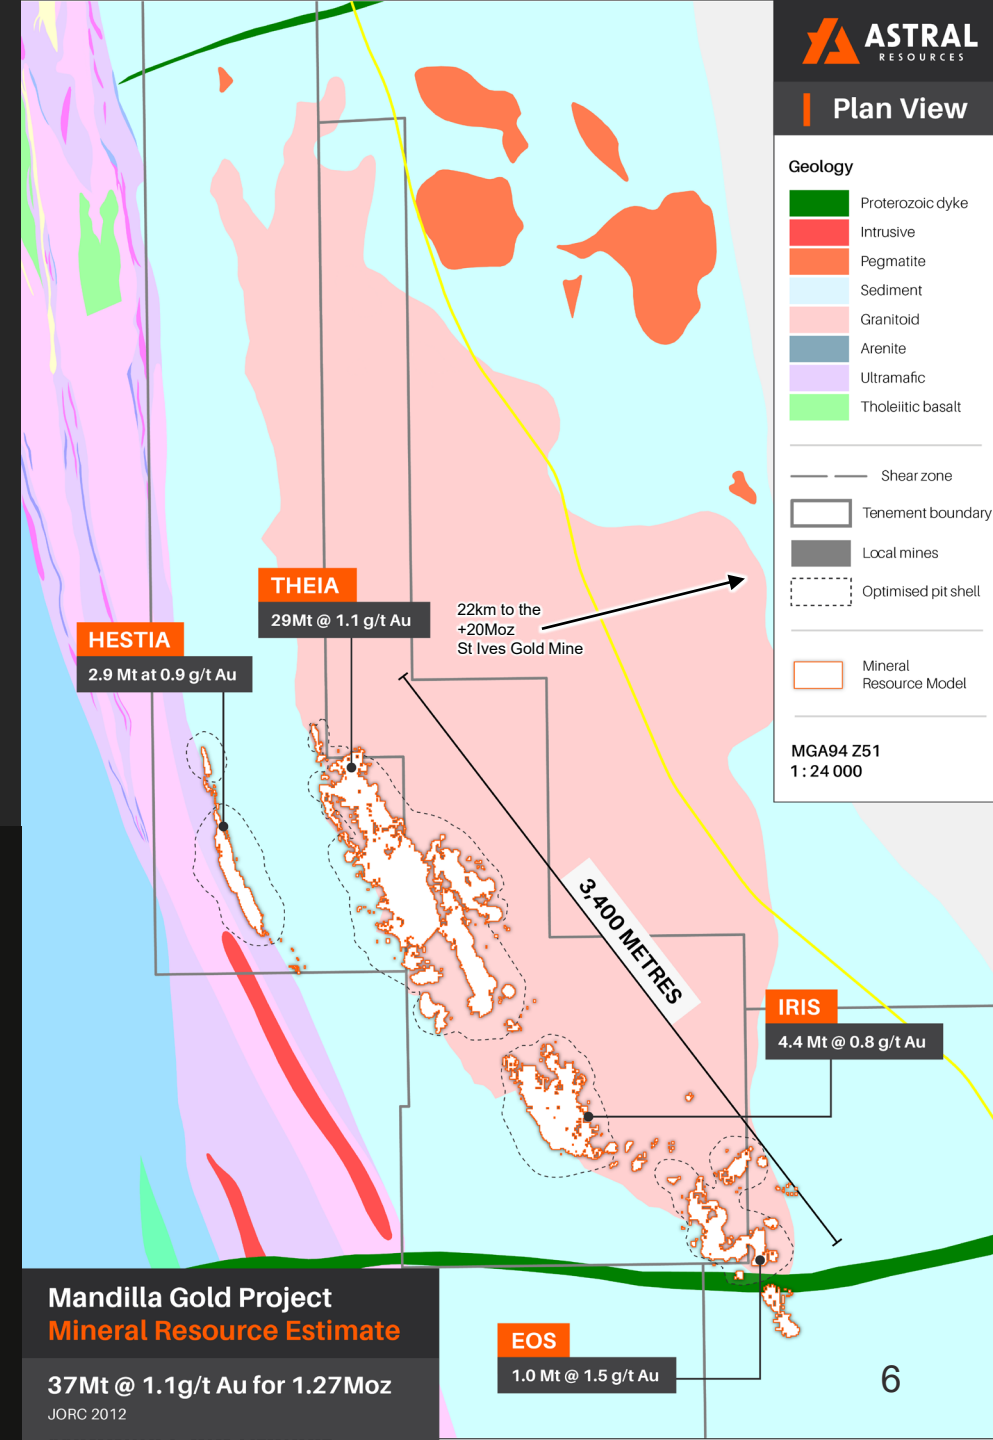 ASTRAL
RESOURCES
Plan View
Geology
Proterozoic dyke
Intrusive
Pegmatite
Sediment
Granitoid
Arenite
Ultramafic
Tholeiitic basalt
Shear zone
Tenement boundary
Local mines
Optimised pit shell
Mineral
Resource Model
MGA94 Z51
1 : 24 000
THEIA
29Mt @ 1.1 g/t Au
HESTIA
2.9 Mt at 0.9 g/t Au
22km to the
+20Moz
St Ives Gold Mine
3,400 METRES
IRIS
4.4 Mt @ 0.8 g/t Au
EOS
1.0 Mt @ 1.5 g/t Au
Mandilla Gold Project
Mineral Resource Estimate
37Mt @ 1.1g/t Au for 1.27Moz
JORC 2012
6